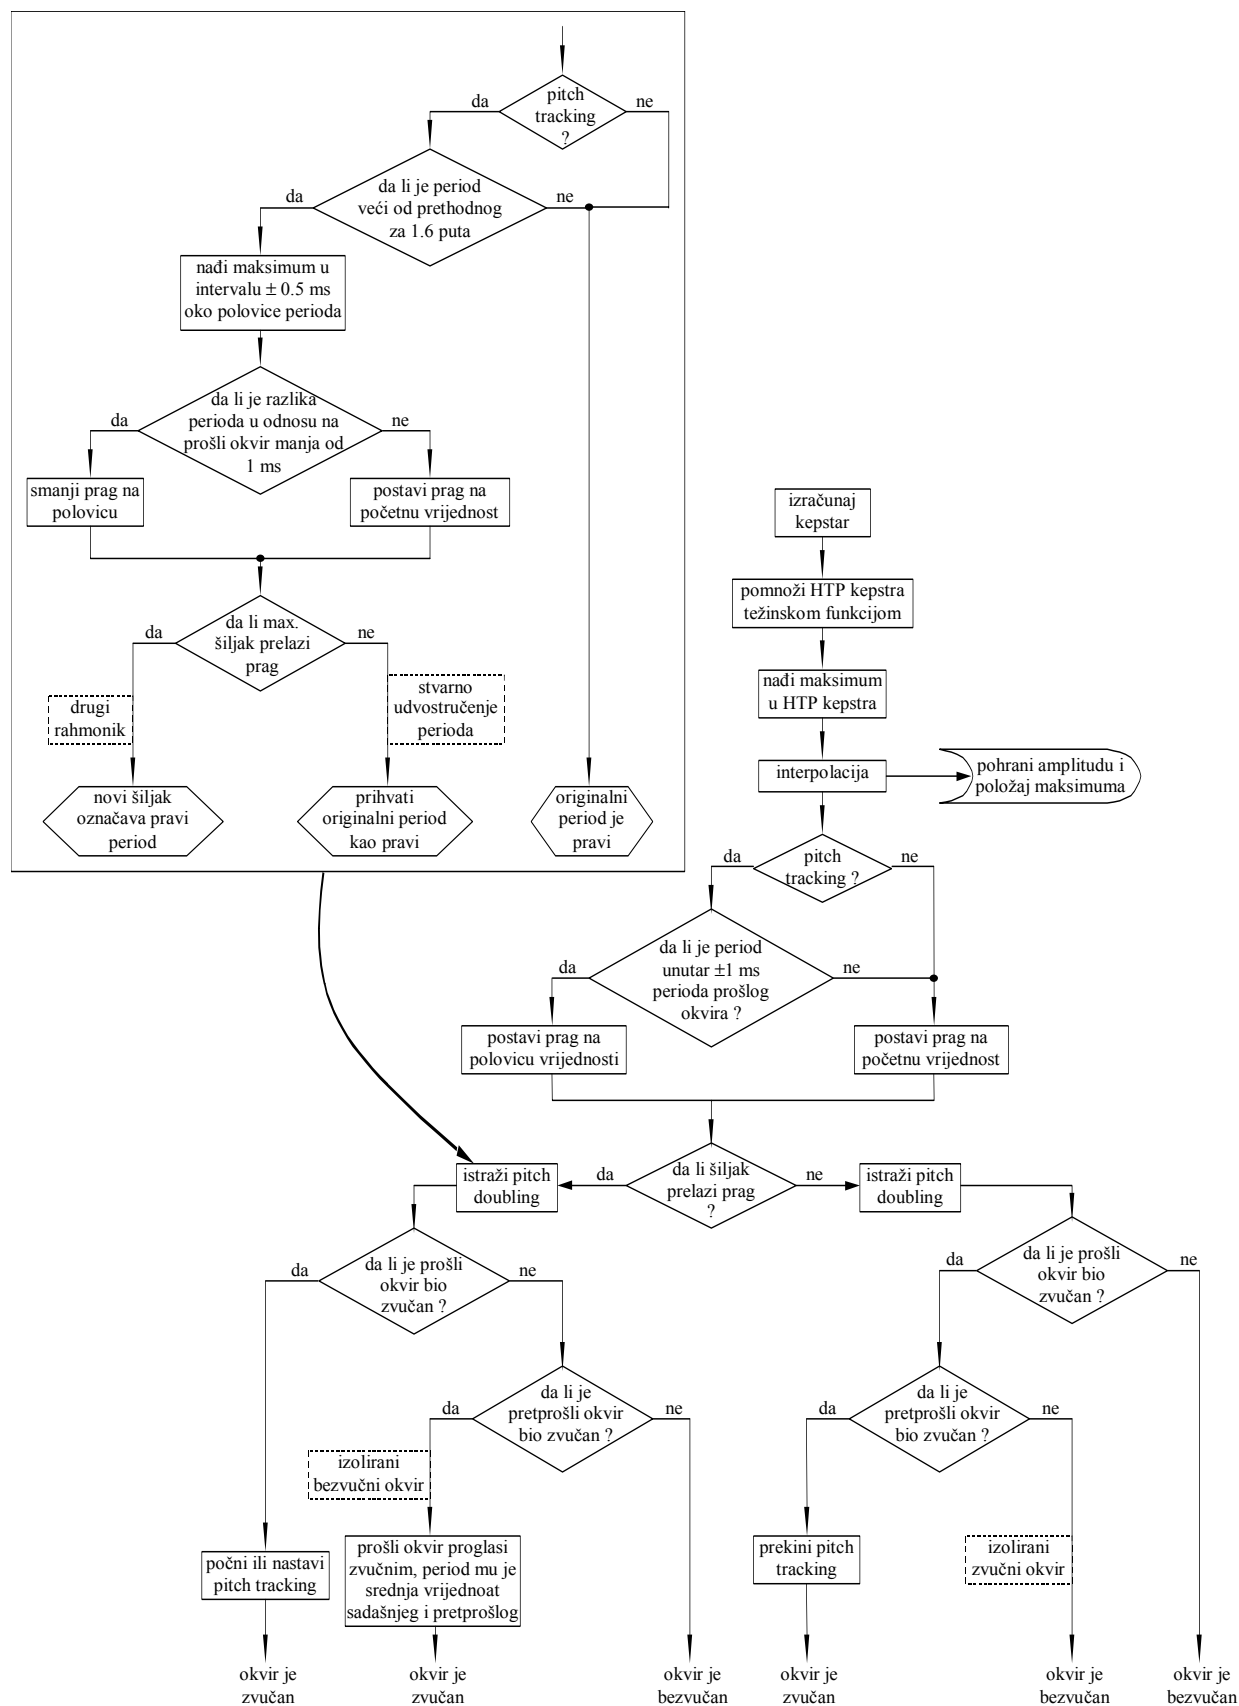 pitch
tracking
?
da
ne
da li je period
veći od prethodnog
za 1.6 puta
da
ne
nađi maksimum u
intervalu ± 0.5 ms
oko polovice perioda
da li je razlika
perioda u odnosu na
prošli okvir manja od
1 ms
da
ne
smanji prag na
polovicu
postavi prag na
početnu vrijednost
da li max.
šiljak prelazi
prag
da
ne
drugi
rahmonik
stvarno
udvostručenje
perioda
novi šiljak
označava pravi
period
prihvati
originalni period
kao pravi
originalni
period je
pravi
izračunaj
kepstar
pomnoži HTP kepstra
težinskom funkcijom
nađi maksimum
u HTP kepstra
interpolacija
pohrani amplitudu i
položaj maksimuma
pitch
tracking ?
da
ne
da li je period
unutar ±1 ms
perioda prošlog
okvira ?
da
ne
postavi prag na
polovicu vrijednosti
postavi prag na
početnu vrijednost
da li šiljak
prelazi prag
?
da
ne
istraži pitch
doubling
istraži pitch
doubling
da li je prošli
okvir bio
zvučan ?
da
ne
da li je prošli
okvir bio
zvučan ?
da
ne
da li je
pretprošli okvir
bio zvučan ?
da
ne
da li je
pretprošli okvir
bio zvučan ?
da
ne
izolirani
bezvučni okvir
počni ili nastavi
pitch tracking
prošli okvir proglasi
zvučnim, period mu je
srednja vrijednoat
sadašnjeg i pretprošlog
prekini pitch
tracking
izolirani
zvučni okvir
okvir je
zvučan
okvir je
zvučan
okvir je
bezvučan
okvir je
zvučan
okvir je
bezvučan
okvir je
bezvučan